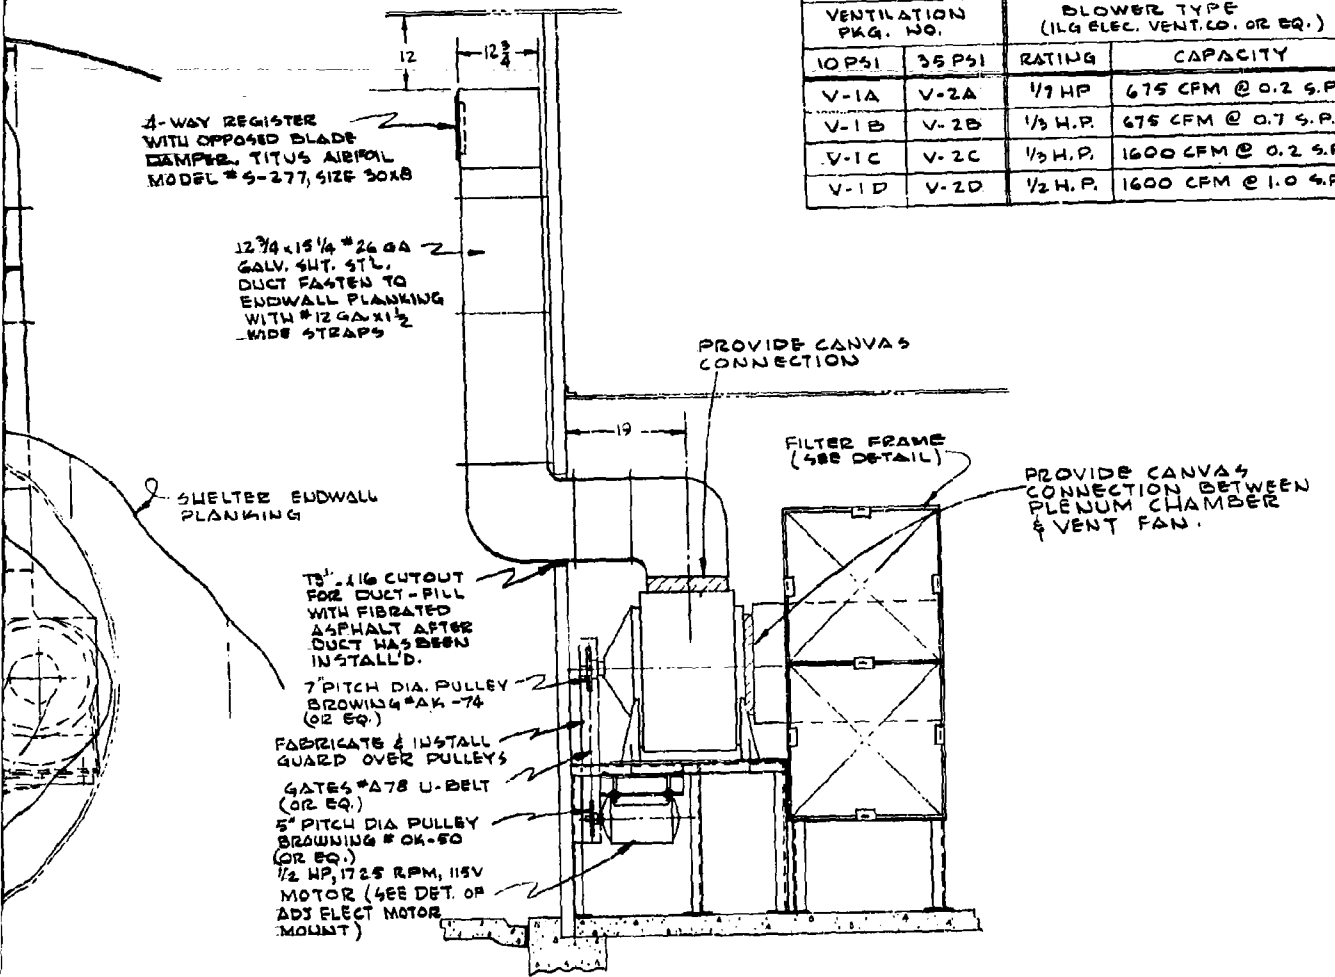 VENTILATION
PKG. NO.
BLOWER TYPE
(ILG ELEC. VENT. CO. OR EQ.)
10 PSI 35 PSI RATING CAPACITY
V-1A V-2A 1/7 HP 675 CFM @ 0.2 S.P.
V-1B V-2B 1/3 H.P. 675 CFM @ 0.7 S.P.
V-1C V-2C 1/3 H.P. 1600 CFM @ 0.2 S.P
V-1D V-2D 1/2 H.P. 1600 CFM @ 1.0 S.P
12
12 3/4
4-WAY REGISTER
WITH OPPOSED BLADE
DAMPER, TITUS AIRFOIL
MODEL # S-277, SIZE 30x8
12 3/4 x 15 1/4 # 26 GA
GALV. SHT. STL.
DUCT FASTEN TO
ENDWALL PLANKING
WITH #12 GA x 1 1/2
WIDE STRAPS
PROVIDE CANVAS
CONNECTION
19
FILTER FRAME
(SEE DETAIL)
PROVIDE CANVAS
CONNECTION BETWEEN
PLENUM CHAMBER
& VENT FAN.
SHELTER ENDWALL
PLANKING
x 16 CUTOUT
FOR DUCT - FILL
WITH FIBRATED
ASPHALT AFTER
DUCT HAS BEEN
INSTALL'D.
7" PITCH DIA. PULLEY
BROWING # AK-74
(OR EQ.)
FABRICATE & INSTALL
GUARD OVER PULLEYS
GATES #A78 U-BELT
(OR EQ.)
5" PITCH DIA PULLEY
BROWNING # OK-50
(OR EQ.)
1/2 HP, 1725 RPM, 115V
MOTOR (SEE DET. OF
ADJ ELECT MOTOR
MOUNT)